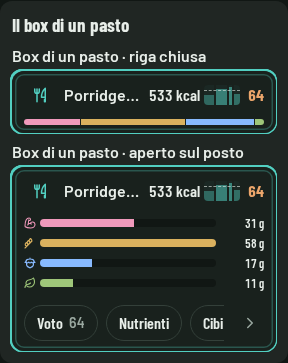 Il box di un pasto
Box di un pasto · riga chiusa
Porridge... 533 kcal 64
Box di un pasto · aperto sul posto
Porridge... 533 kcal 64
31 g
58 g
17 g
11 g
Voto 64 Nutrienti Cibi